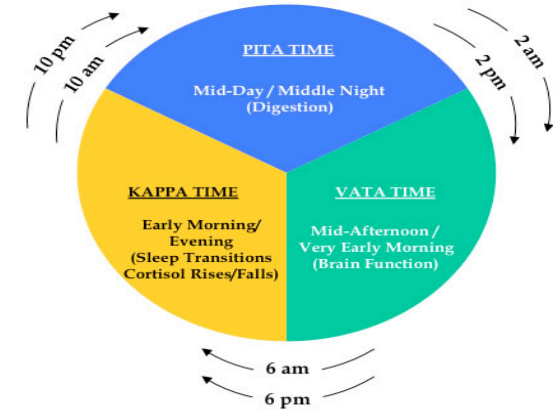 10 pm
10 am
2 am
2 pm
PITA TIME
Mid-Day / Middle Night
(Digestion)
KAPPA TIME
Early Morning/
Evening
(Sleep Transitions
Cortisol Rises/Falls)
VATA TIME
Mid-Afternoon /
Very Early Morning
(Brain Function)
6 am
6 pm